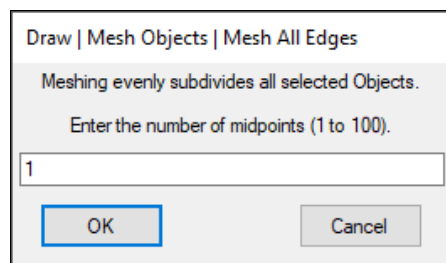 Draw | Mesh Objects | Mesh All Edges
Meshing evenly subdivides all selected Objects.
Enter the number of midpoints (1 to 100).
1
OK Cancel